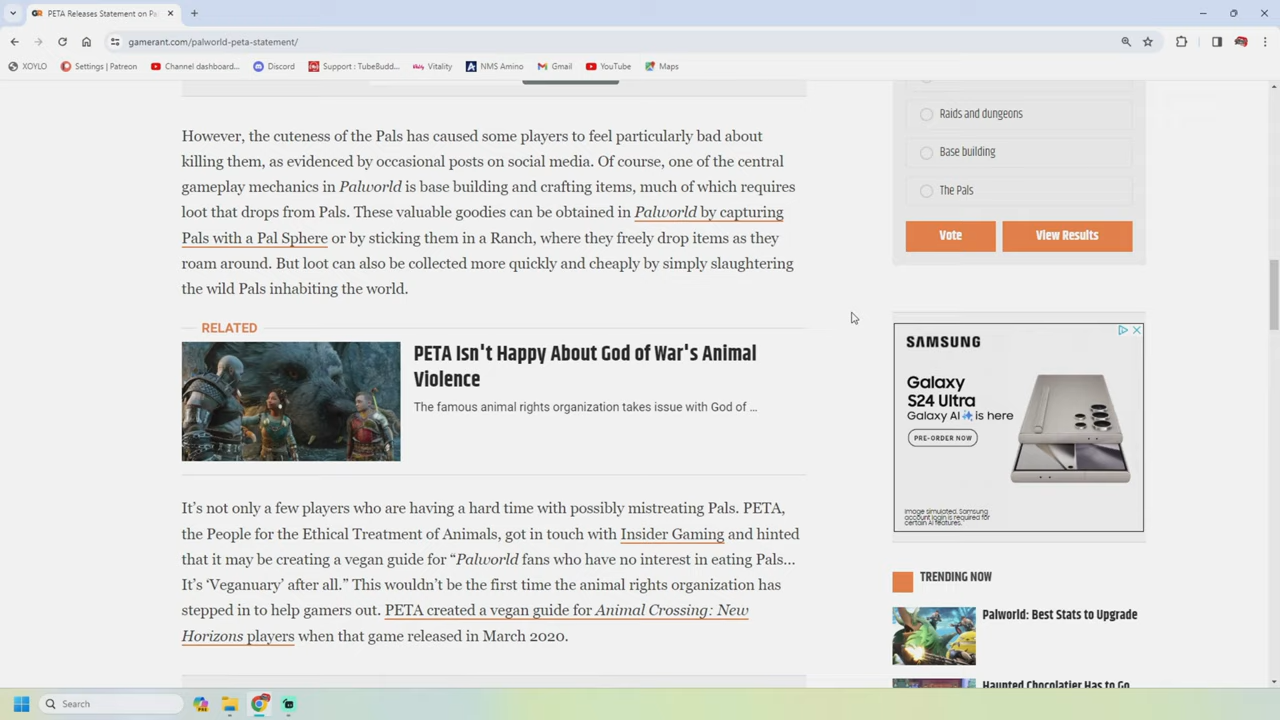 PETA Releases Statement on Pa
gamerant.com/palworld-peta-statement/
XOYLO
Settings | Patreon
Channel dashboard...
Discord
Support : TubeBudd...
Vitality
NMS Amino
Gmail
YouTube
Maps
However, the cuteness of the Pals has caused some players to feel particularly bad about
killing them, as evidenced by occasional posts on social media. Of course, one of the central
gameplay mechanics in Palworld is base building and crafting items, much of which requires
loot that drops from Pals. These valuable goodies can be obtained in Palworld by capturing
Pals with a Pal Sphere or by sticking them in a Ranch, where they freely drop items as they
roam around. But loot can also be collected more quickly and cheaply by simply slaughtering
the wild Pals inhabiting the world.
RELATED
PETA Isn't Happy About God of War's Animal
Violence
The famous animal rights organization takes issue with God of ...
It's not only a few players who are having a hard time with possibly mistreating Pals. PETA,
the People for the Ethical Treatment of Animals, got in touch with Insider Gaming and hinted
that it may be creating a vegan guide for “Palworld fans who have no interest in eating Pals…
It's ‘Veganuary’ after all.” This wouldn't be the first time the animal rights organization has
stepped in to help gamers out. PETA created a vegan guide for Animal Crossing: New
Horizons players when that game released in March 2020.
Raids and dungeons
Base building
The Pals
Vote
View Results
SAMSUNG
Galaxy
S24 Ultra
Galaxy AI is here
PRE-ORDER NOW
Image simulated. Samsung
account login is required for
certain AI features.
TRENDING NOW
Palworld: Best Stats to Upgrade
Haunted Chocolatier Has to Go
Search